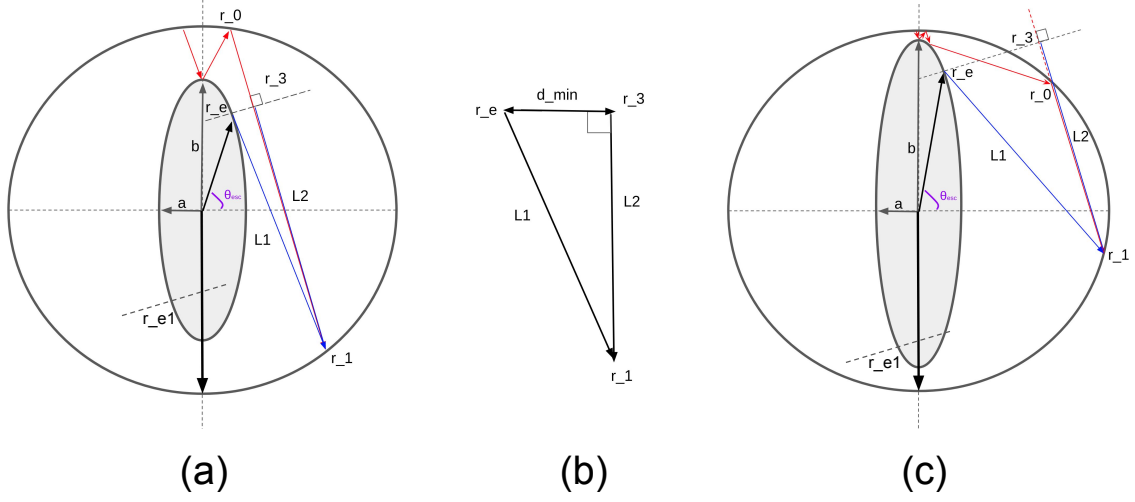 r_0
r_3
r_e
b
θesc
a
L2
L1
r_e1
r_1
(a)
d_min
r_e
r_3
L1
L2
r_1
(b)
r_3
r_e
r_0
b
L2
L1
θesc
a
r_1
r_e1
(c)